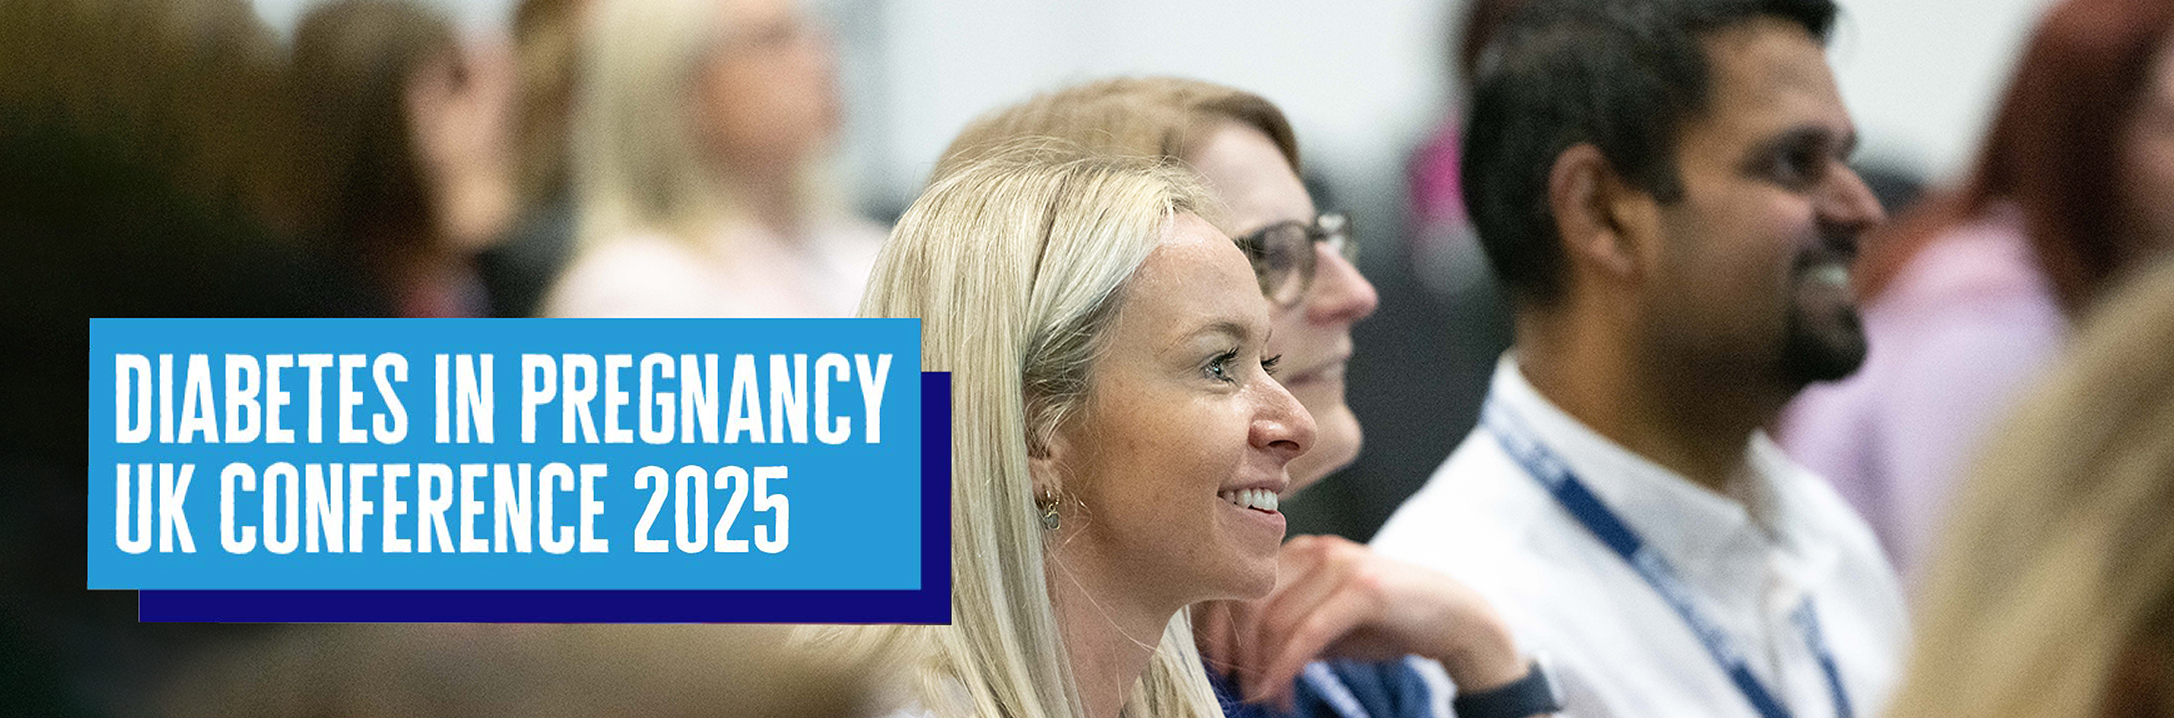 DIABETES IN PREGNANCY
UK CONFERENCE 2025